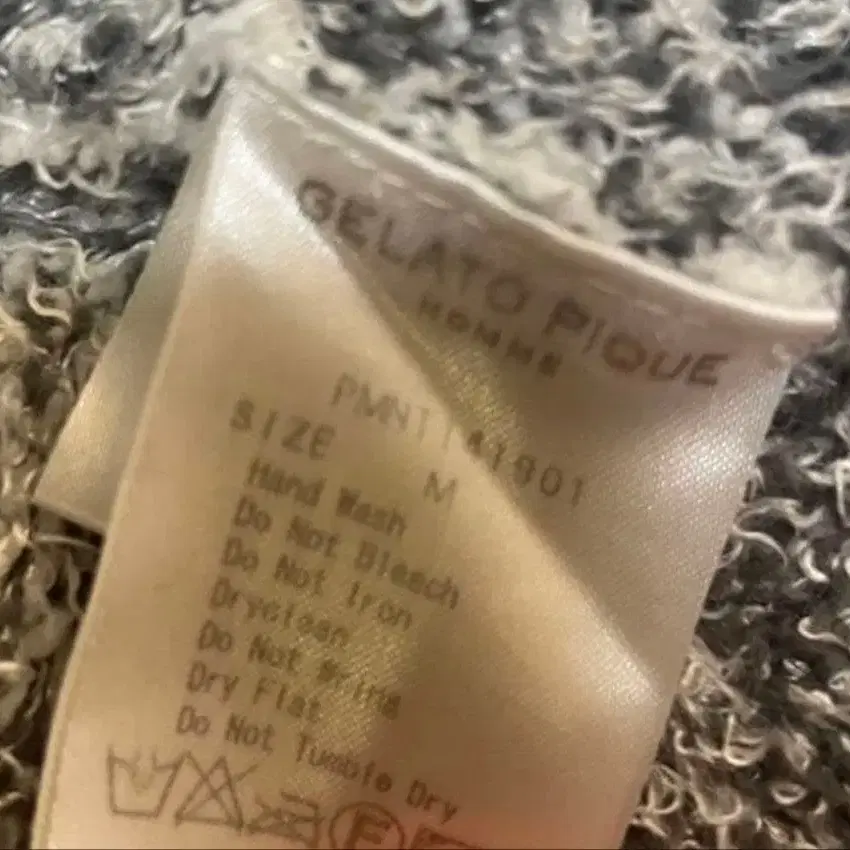 GELATO PIQUE
HOMME
SIZE M
Hand Wash
Do Not Bleach
Do Not Iron
Dryclean
Do Not Wring
Dry Flat
Do Not Tumble Dry
F